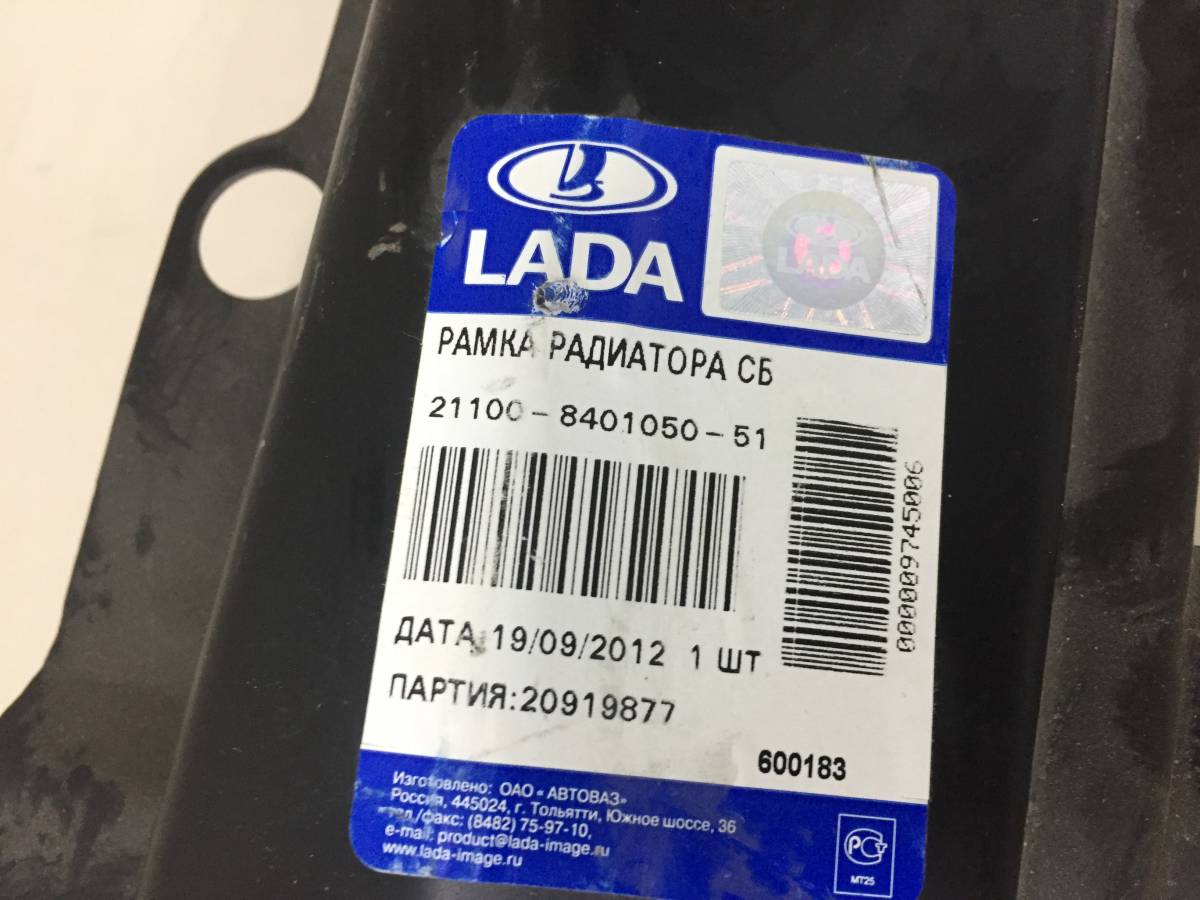 LADA
LADA
РАМКА РАДИАТОРА СБ
21100-8401050-51
0000009745006
ДАТА: 19/09/2012 1 ШТ
ПАРТИЯ:20919877
600183
Изготовлено: ОАО «АВТОВАЗ»
Россия, 445024, г. Тольятти, Южное шоссе, 36
тел./факс: (8482) 75-97-10,
e-mail: product@lada-image.ru
www.lada-image.ru
РСТ
МТ25